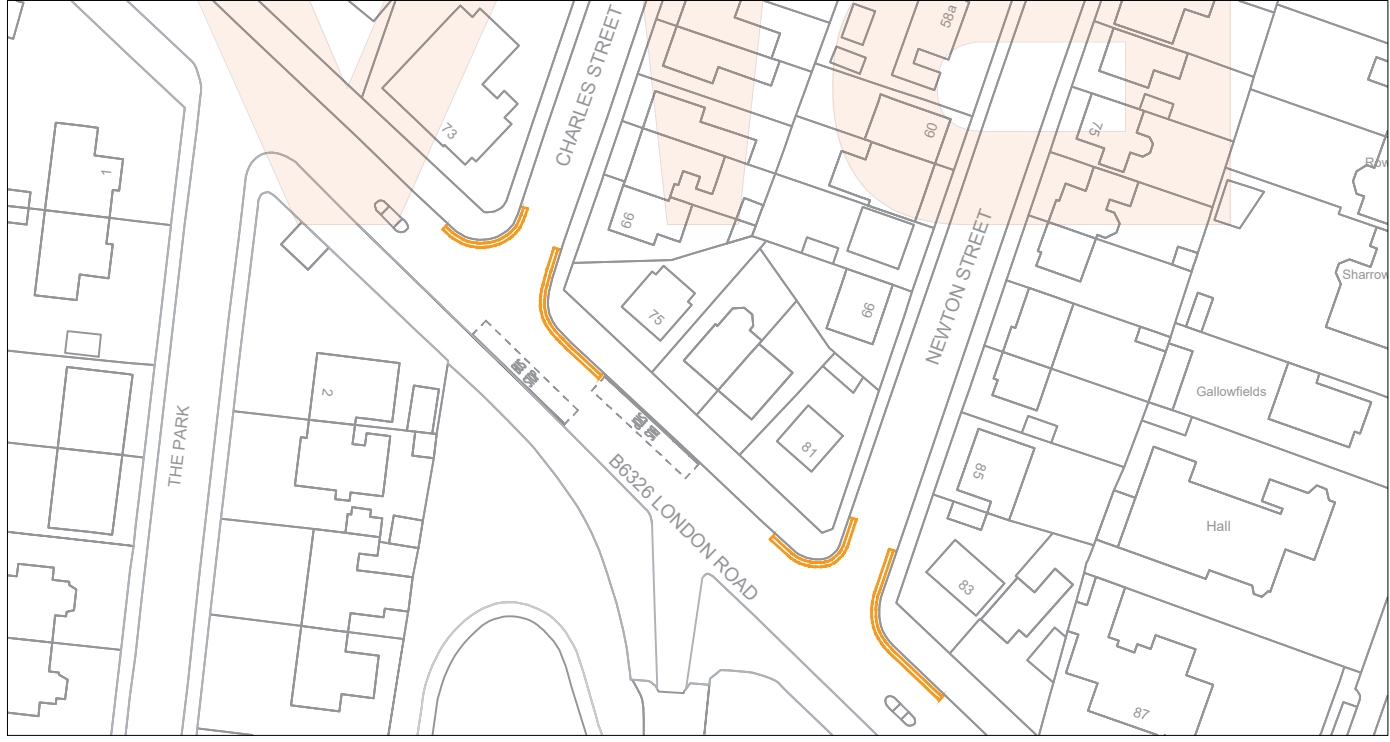 CHARLES STREET
58a
73
1
60
75
Row
66
NEWTON STREET
Sharrow
75
66
2
Gallowfields
THE PARK
81
B6326 LONDON ROAD
85
Hall
83
87